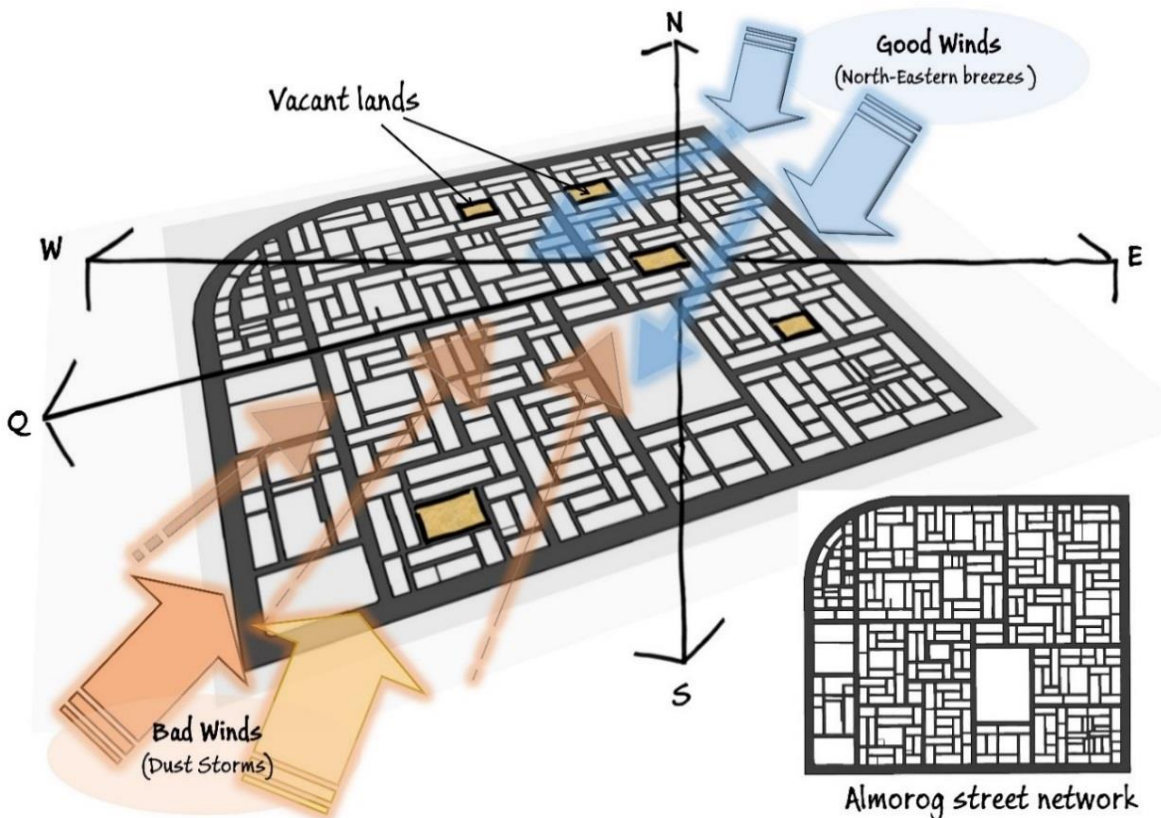 N
Good Winds
(North-Eastern breezes )
Vacant lands
W
E
Q
S
Bad Winds
(Dust Storms)
Almorog street network